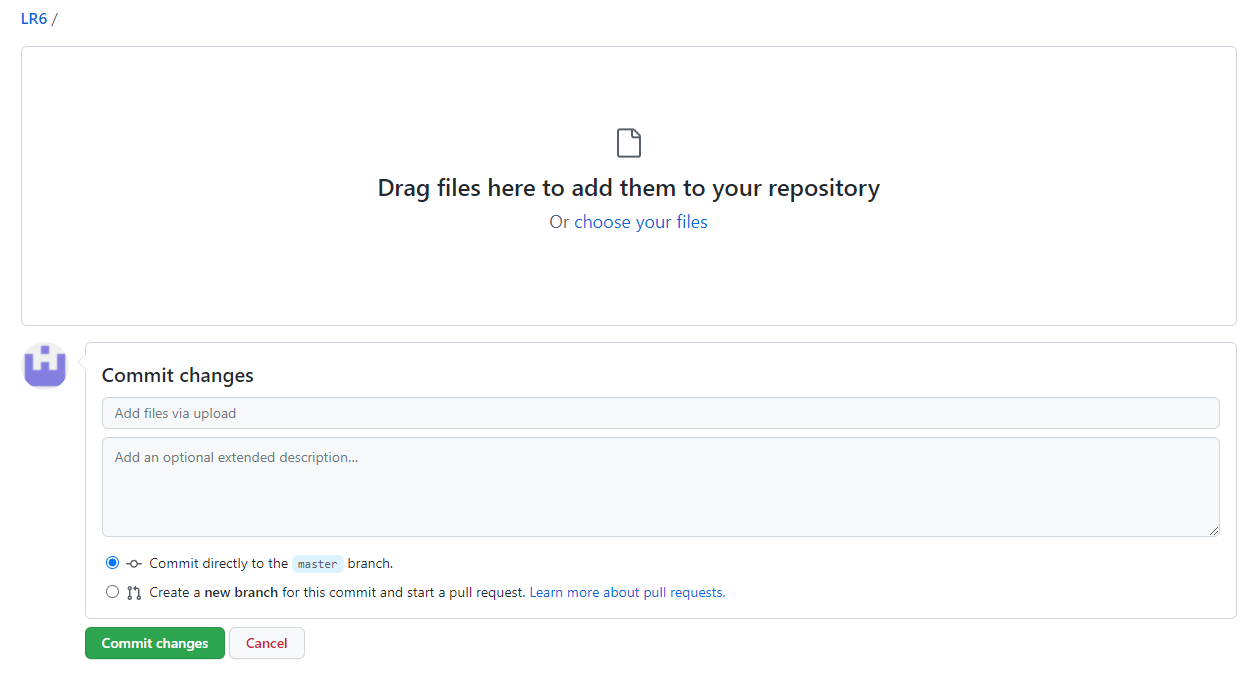 LR6 /
Drag files here to add them to your repository
Or choose your files
Commit changes
Add files via upload
Add an optional extended description...
Commit directly to the master branch.
Create a new branch for this commit and start a pull request. Learn more about pull requests.
Commit changes Cancel